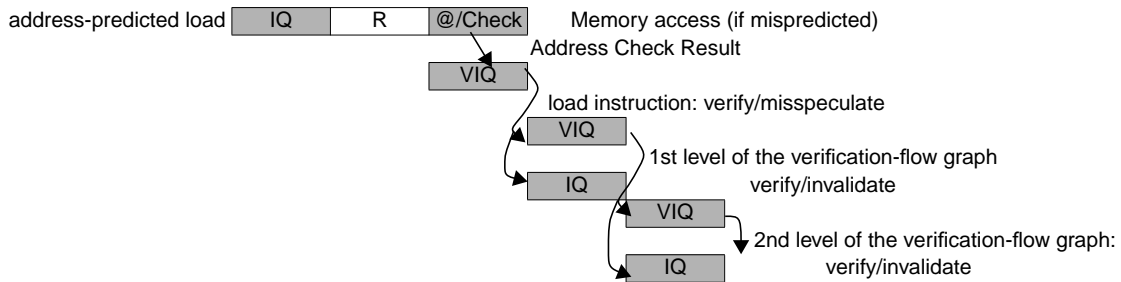 address-predicted load IQ R @/Check Memory access (if mispredicted)
Address Check Result
VIQ
load instruction: verify/misspeculate
VIQ
1st level of the verification-flow graph
IQ verify/invalidate
VIQ
2nd level of the verification-flow graph:
IQ verify/invalidate